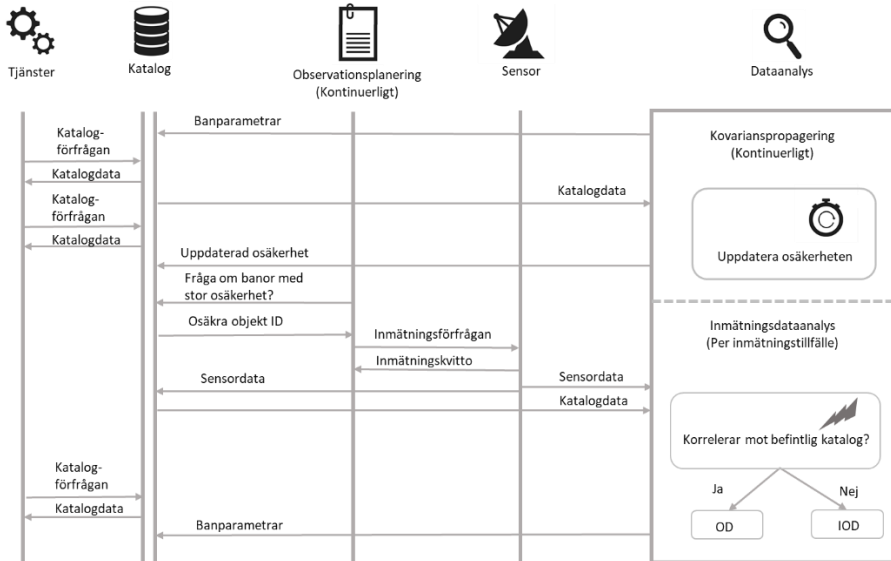 Tjänster
Katalog
Observationsplanering
(Kontinuerligt)
Sensor
Dataanalys
Banparametrar
Katalog-
förfrågan
Katalogdata
Katalogdata
Katalog-
förfrågan
Katalogdata
Uppdaterad osäkerhet
Fråga om banor med
stor osäkerhet?
Osäkra objekt ID
Inmätningsförfrågan
Inmätningskvitto
Sensordata
Sensordata
Katalogdata
Katalog-
förfrågan
Katalogdata
Banparametrar
Kovarianspropagering
(Kontinuerligt)
Uppdatera osäkerheten
Inmätningsdataanalys
(Per inmätningstillfälle)
Korrelerar mot befintlig katalog?
Ja
Nej
OD
IOD